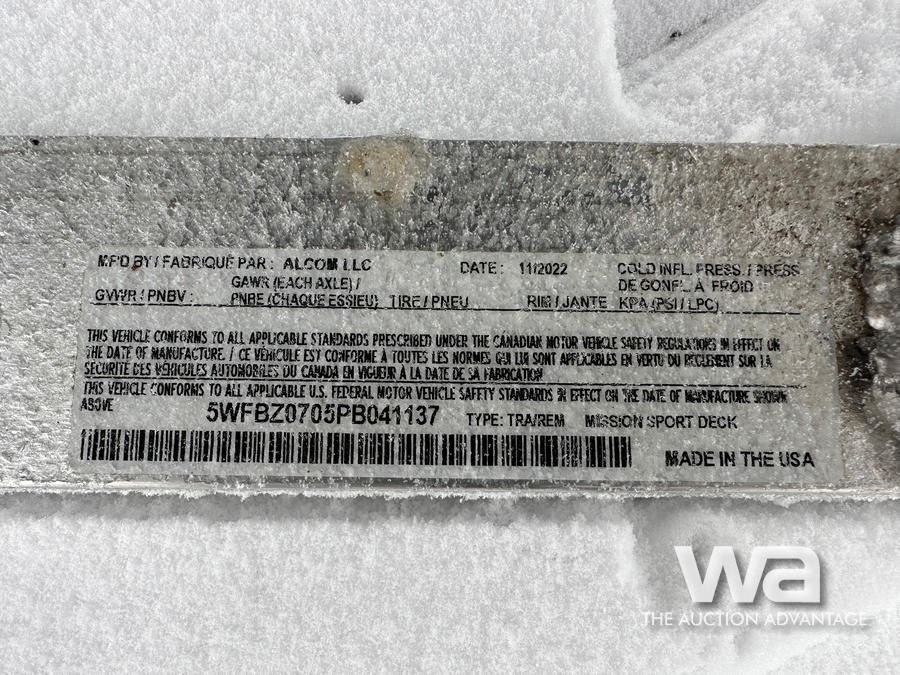 MF'D BY / FABRIQUÉ PAR : ALCOM LLC DATE : 11/2022 COLD INFL. PRESS. / PRESS
GAWR (EACH AXLE) / DE GONFL. À FROID
GVWR / PNBV : PNBE (CHAQUE ESSIEU) TIRE / PNEU RIM / JANTE KPA (PSI / LPC)
THIS VEHICLE CONFORMS TO ALL APPLICABLE STANDARDS PRESCRIBED UNDER THE CANADIAN MOTOR VEHICLE SAFETY REGULATIONS IN EFFECT ON
THE DATE OF MANUFACTURE. / CE VÉHICULE EST CONFORME À TOUTES LES NORMES QUI LUI SONT APPLICABLES EN VERTU DU RÈGLEMENT SUR LA
SÉCURITÉ DES VÉHICULES AUTOMOBILES DU CANADA EN VIGUEUR À LA DATE DE SA FABRICATION
THIS VEHICLE CONFORMS TO ALL APPLICABLE U.S. FEDERAL MOTOR VEHICLE SAFETY STANDARDS IN EFFECT ON THE DATE OF MANUFACTURE SHOWN
ABOVE
5WFBZ0705PB041137 TYPE: TRA/REM MISSION SPORT DECK
MADE IN THE USA
wa
THE AUCTION ADVANTAGE